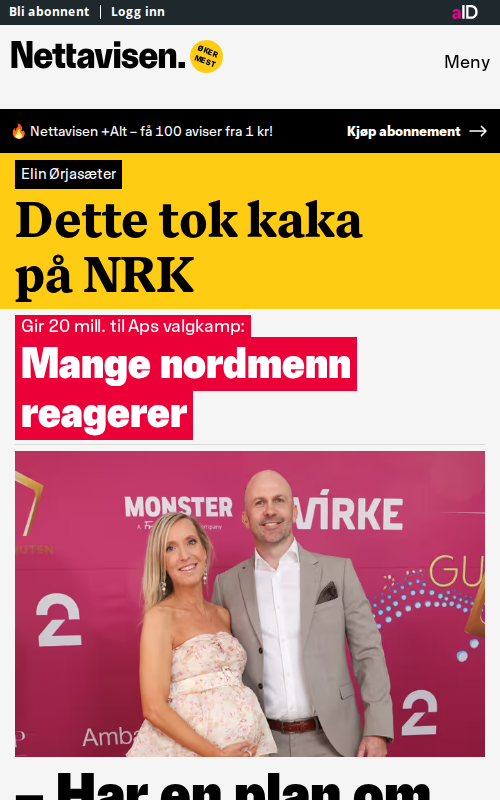 Bli abonnent
Logg inn
aID
Nettavisen.
ØKER
MEST
Meny
🔥 Nettavisen +Alt – få 100 aviser fra 1 kr!
Kjøp abonnement →
Elin Ørjasæter
Dette tok kaka
på NRK
Gir 20 mill. til Aps valgkamp:
Mange nordmenn
reagerer
MONSTER
VIRKE
GU
2
2
Amba
– Har en plan om